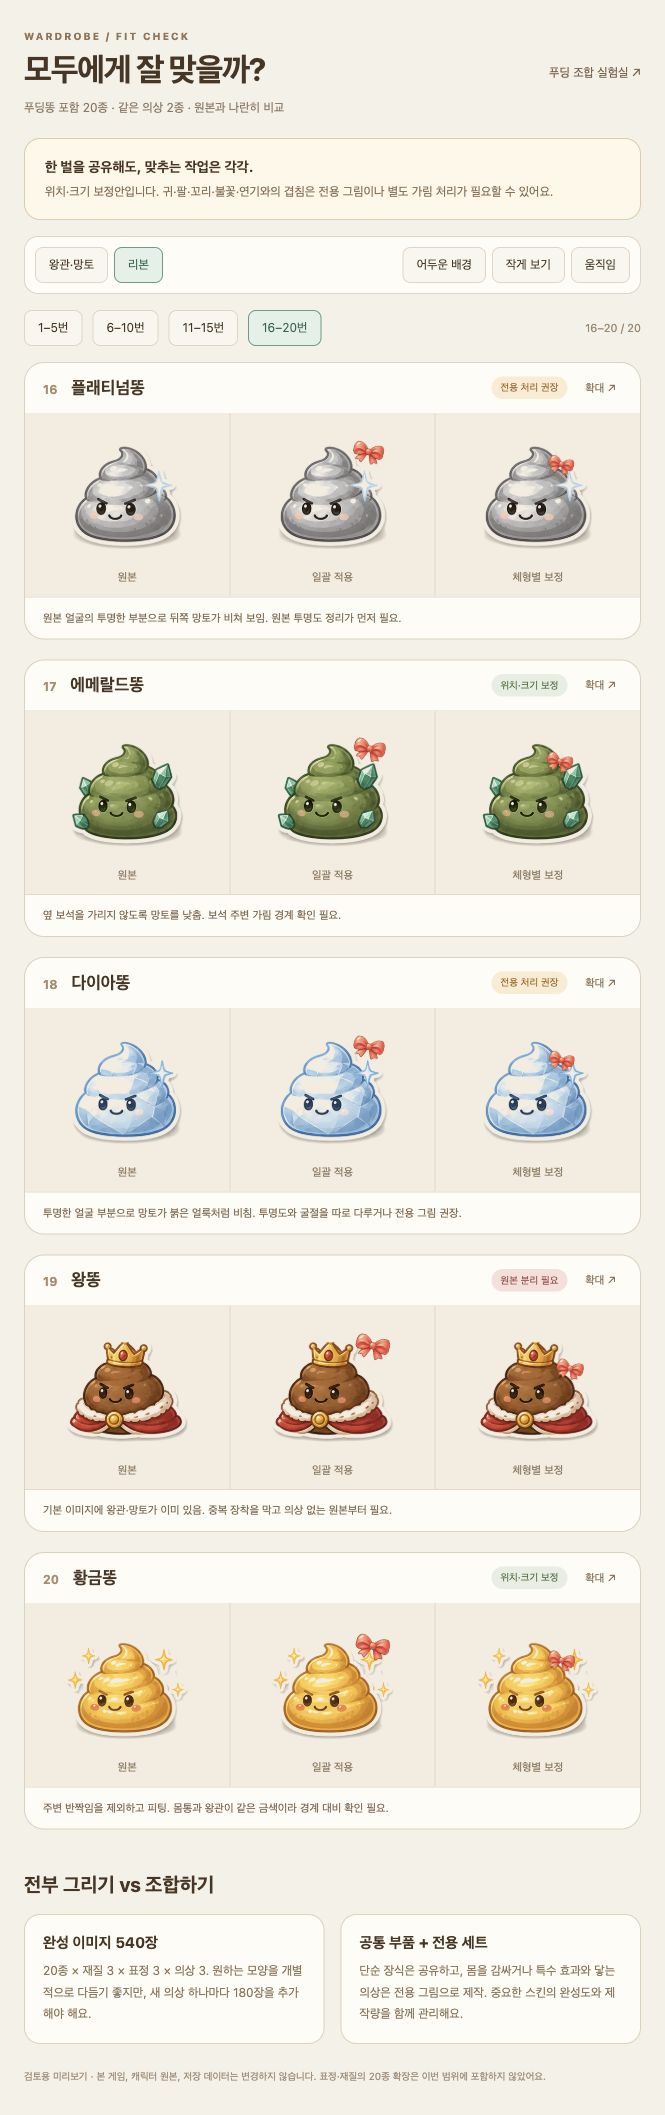 WARDROBE / FIT CHECK
모두에게 잘 맞을까?
푸딩 조합 실험실 ↗
푸딩똥 포함 20종 · 같은 의상 2종 · 원본과 나란히 비교
한 벌을 공유해도, 맞추는 작업은 각각.
위치·크기 보정안입니다. 귀·팔·꼬리·불꽃·연기와의 겹침은 전용 그림이나 별도 가림 처리가 필요할 수 있어요.
왕관·망토 리본 어두운 배경 작게 보기 움직임
1–5번 6–10번 11–15번 16–20번 16–20 / 20
16 플래티넘똥 전용 처리 권장 확대 ↗
원본 일괄 적용 체형별 보정
원본 얼굴의 투명한 부분으로 뒤쪽 망토가 비쳐 보임. 원본 투명도 정리가 먼저 필요.
17 에메랄드똥 위치·크기 보정 확대 ↗
원본 일괄 적용 체형별 보정
옆 보석을 가리지 않도록 망토를 낮춤. 보석 주변 가림 경계 확인 필요.
18 다이아똥 전용 처리 권장 확대 ↗
원본 일괄 적용 체형별 보정
투명한 얼굴 부분으로 망토가 붉은 얼룩처럼 비침. 투명도와 굴절을 따로 다루거나 전용 그림 권장.
19 왕똥 원본 분리 필요 확대 ↗
원본 일괄 적용 체형별 보정
기본 이미지에 왕관·망토가 이미 있음. 중복 장착을 막고 의상 없는 원본부터 필요.
20 황금똥 위치·크기 보정 확대 ↗
원본 일괄 적용 체형별 보정
주변 반짝임을 제외하고 피팅. 몸통과 왕관이 같은 금색이라 경계 대비 확인 필요.
전부 그리기 vs 조합하기
완성 이미지 540장
20종 × 재질 3 × 표정 3 × 의상 3. 원하는 모양을 개별
적으로 다듬기 좋지만, 새 의상 하나마다 180장을 추가
해야 해요.
공통 부품 + 전용 세트
단순 장식은 공유하고, 몸을 감싸거나 특수 효과와 닿는
의상은 전용 그림으로 제작. 중요한 스킨의 완성도와 제
작량을 함께 관리해요.
검토용 미리보기 · 본 게임, 캐릭터 원본, 저장 데이터는 변경하지 않습니다. 표정·재질의 20종 확장은 이번 범위에 포함하지 않았어요.